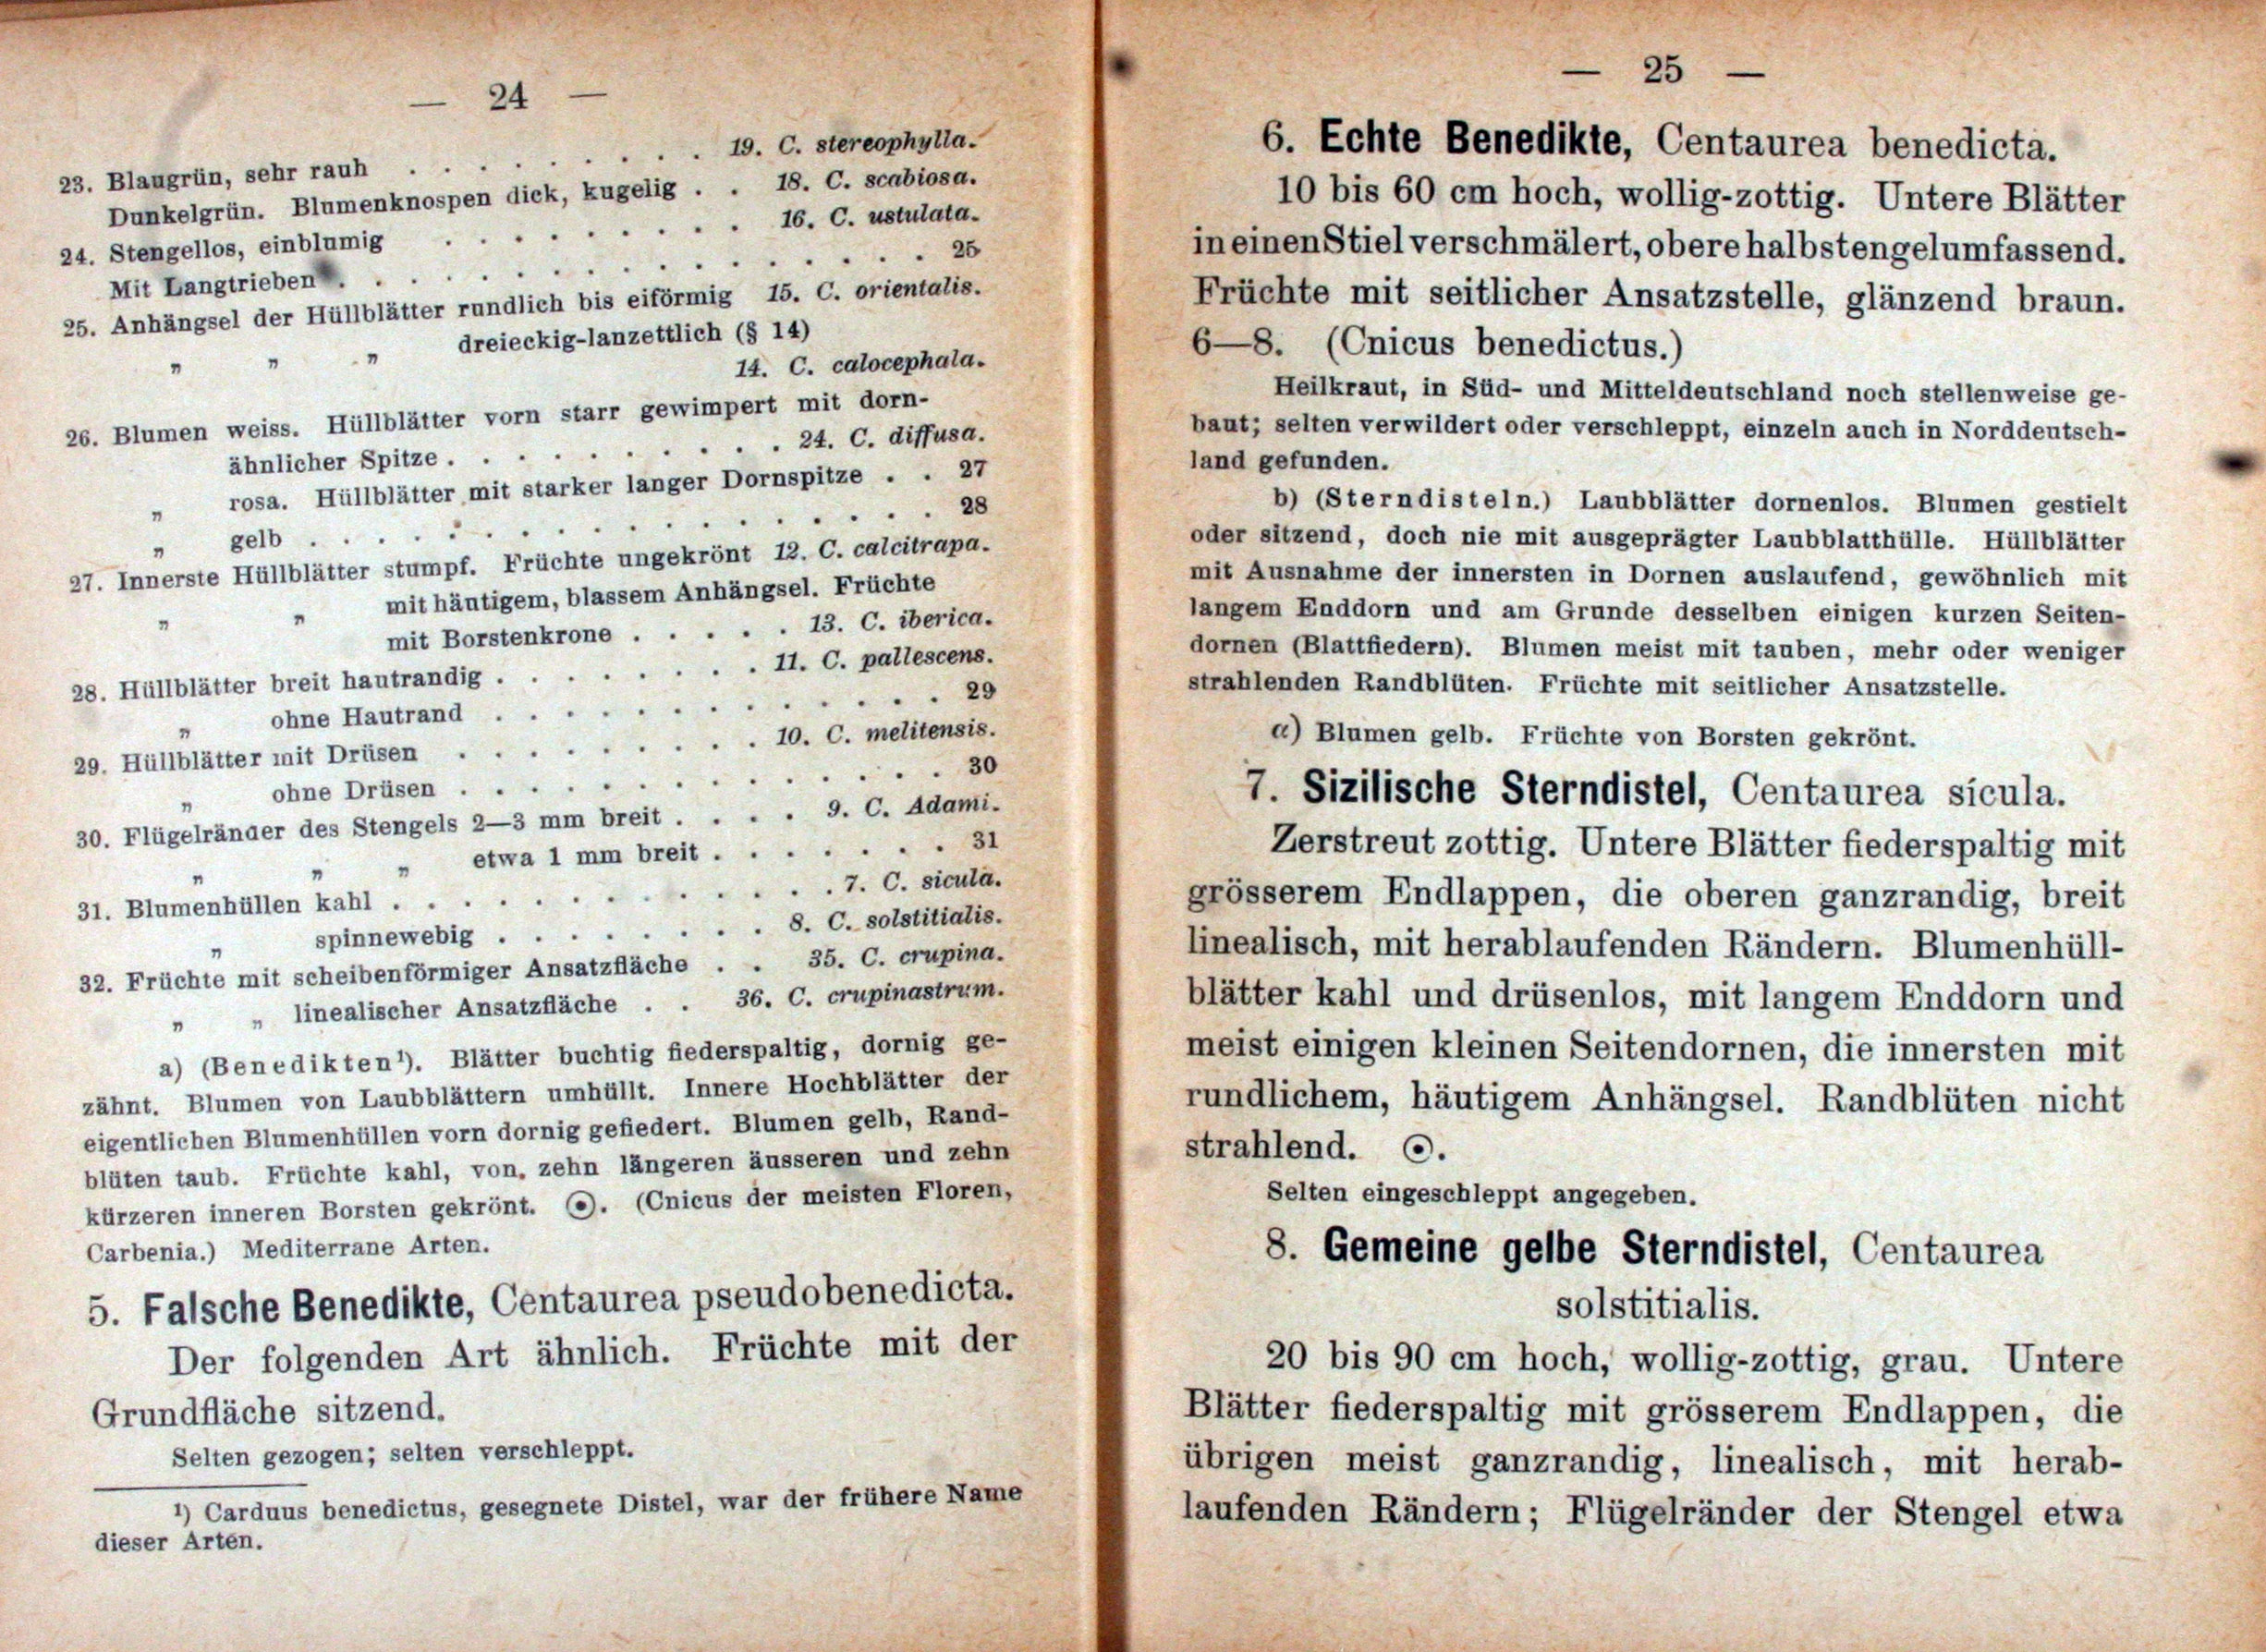 — 24 —
23. Blaugrün, sehr rauh . . . . . . . . . 19. C. stereophylla.
Dunkelgrün. Blumenknospen dick, kugelig . . 18. C. scabiosa.
24. Stengellos, einblumig . . . . . . . . . 16. C. ustulata.
Mit Langtrieben . . . . . . . . . . . . . . . . 25
25. Anhängsel der Hüllblätter rundlich bis eiförmig 15. C. orientalis.
„ „ „ dreieckig-lanzettlich (§ 14)
14. C. calocephala.
26. Blumen weiss. Hüllblätter vorn starr gewimpert mit dorn-
ähnlicher Spitze . . . . . . . . . . 24. C. diffusa.
„ rosa. Hüllblätter mit starker langer Dornspitze . . 27
„ gelb . . . . . . . . . . . . . . . . . . 28
27. Innerste Hüllblätter stumpf. Früchte ungekrönt 12. C. calcitrapa.
„ „ mit häutigem, blassem Anhängsel. Früchte
mit Borstenkrone . . . . . 13. C. iberica.
28. Hüllblätter breit hautrandig . . . . . . . . 11. C. pallescens.
„ ohne Hautrand . . . . . . . . . . . . . 29
29. Hüllblätter mit Drüsen . . . . . . . . . 10. C. melitensis.
„ ohne Drüsen . . . . . . . . . . . . . . 30
30. Flügelränder des Stengels 2—3 mm breit . . . . 9. C. Adami.
„ „ „ etwa 1 mm breit . . . . . . . 31
31. Blumenhüllen kahl . . . . . . . . . . . . . 7. C. sicula.
„ spinnewebig . . . . . . . . 8. C. solstitialis.
32. Früchte mit scheibenförmiger Ansatzfläche . . 35. C. crupina.
„ „ linealischer Ansatzfläche . . 36. C. crupinastrum.
a) (Benedikten¹). Blätter buchtig fiederspaltig, dornig ge-
zähnt. Blumen von Laubblättern umhüllt. Innere Hochblätter der
eigentlichen Blumenhüllen vorn dornig gefiedert. Blumen gelb, Rand-
blüten taub. Früchte kahl, von zehn längeren äusseren und zehn
kürzeren inneren Borsten gekrönt. ⊙. (Cnicus der meisten Floren,
Carbenia.) Mediterrane Arten.
5. Falsche Benedikte, Centaurea pseudobenedicta.
Der folgenden Art ähnlich. Früchte mit der
Grundfläche sitzend.
Selten gezogen; selten verschleppt.
¹) Carduus benedictus, gesegnete Distel, war der frühere Name
dieser Arten.
— 25 —
6. Echte Benedikte, Centaurea benedicta.
10 bis 60 cm hoch, wollig-zottig. Untere Blätter
in einen Stiel verschmälert, obere halbstengelumfassend.
Früchte mit seitlicher Ansatzstelle, glänzend braun.
6—8. (Cnicus benedictus.)
Heilkraut, in Süd- und Mitteldeutschland noch stellenweise ge-
baut; selten verwildert oder verschleppt, einzeln auch in Norddeutsch-
land gefunden.
b) (Sterndisteln.) Laubblätter dornenlos. Blumen gestielt
oder sitzend, doch nie mit ausgeprägter Laubblatthülle. Hüllblätter
mit Ausnahme der innersten in Dornen auslaufend, gewöhnlich mit
langem Enddorn und am Grunde desselben einigen kurzen Seiten-
dornen (Blattfiedern). Blumen meist mit tauben, mehr oder weniger
strahlenden Randblüten. Früchte mit seitlicher Ansatzstelle.
α) Blumen gelb. Früchte von Borsten gekrönt.
7. Sizilische Sterndistel, Centaurea sicula.
Zerstreut zottig. Untere Blätter fiederspaltig mit
grösserem Endlappen, die oberen ganzrandig, breit
linealisch, mit herablaufenden Rändern. Blumenhüll-
blätter kahl und drüsenlos, mit langem Enddorn und
meist einigen kleinen Seitendornen, die innersten mit
rundlichem, häutigem Anhängsel. Randblüten nicht
strahlend. ⊙.
Selten eingeschleppt angegeben.
8. Gemeine gelbe Sterndistel, Centaurea
solstitialis.
20 bis 90 cm hoch, wollig-zottig, grau. Untere
Blätter fiederspaltig mit grösserem Endlappen, die
übrigen meist ganzrandig, linealisch, mit herab-
laufenden Rändern; Flügelränder der Stengel etwa